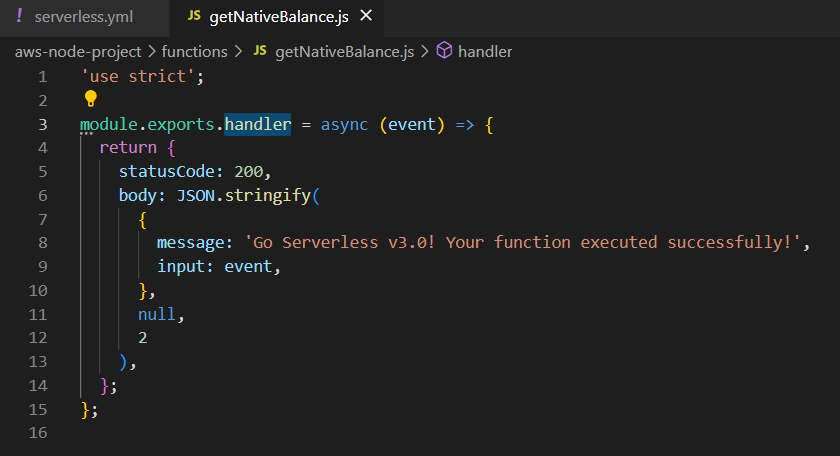 ! serverless.yml JS getNativeBalance.js ×
aws-node-project > functions > JS getNativeBalance.js > handler
1 'use strict';
2
3 module.exports.handler = async (event) => {
4 return {
5 statusCode: 200,
6 body: JSON.stringify(
7 {
8 message: 'Go Serverless v3.0! Your function executed successfully!',
9 input: event,
10 },
11 null,
12 2
13 ),
14 };
15 };
16